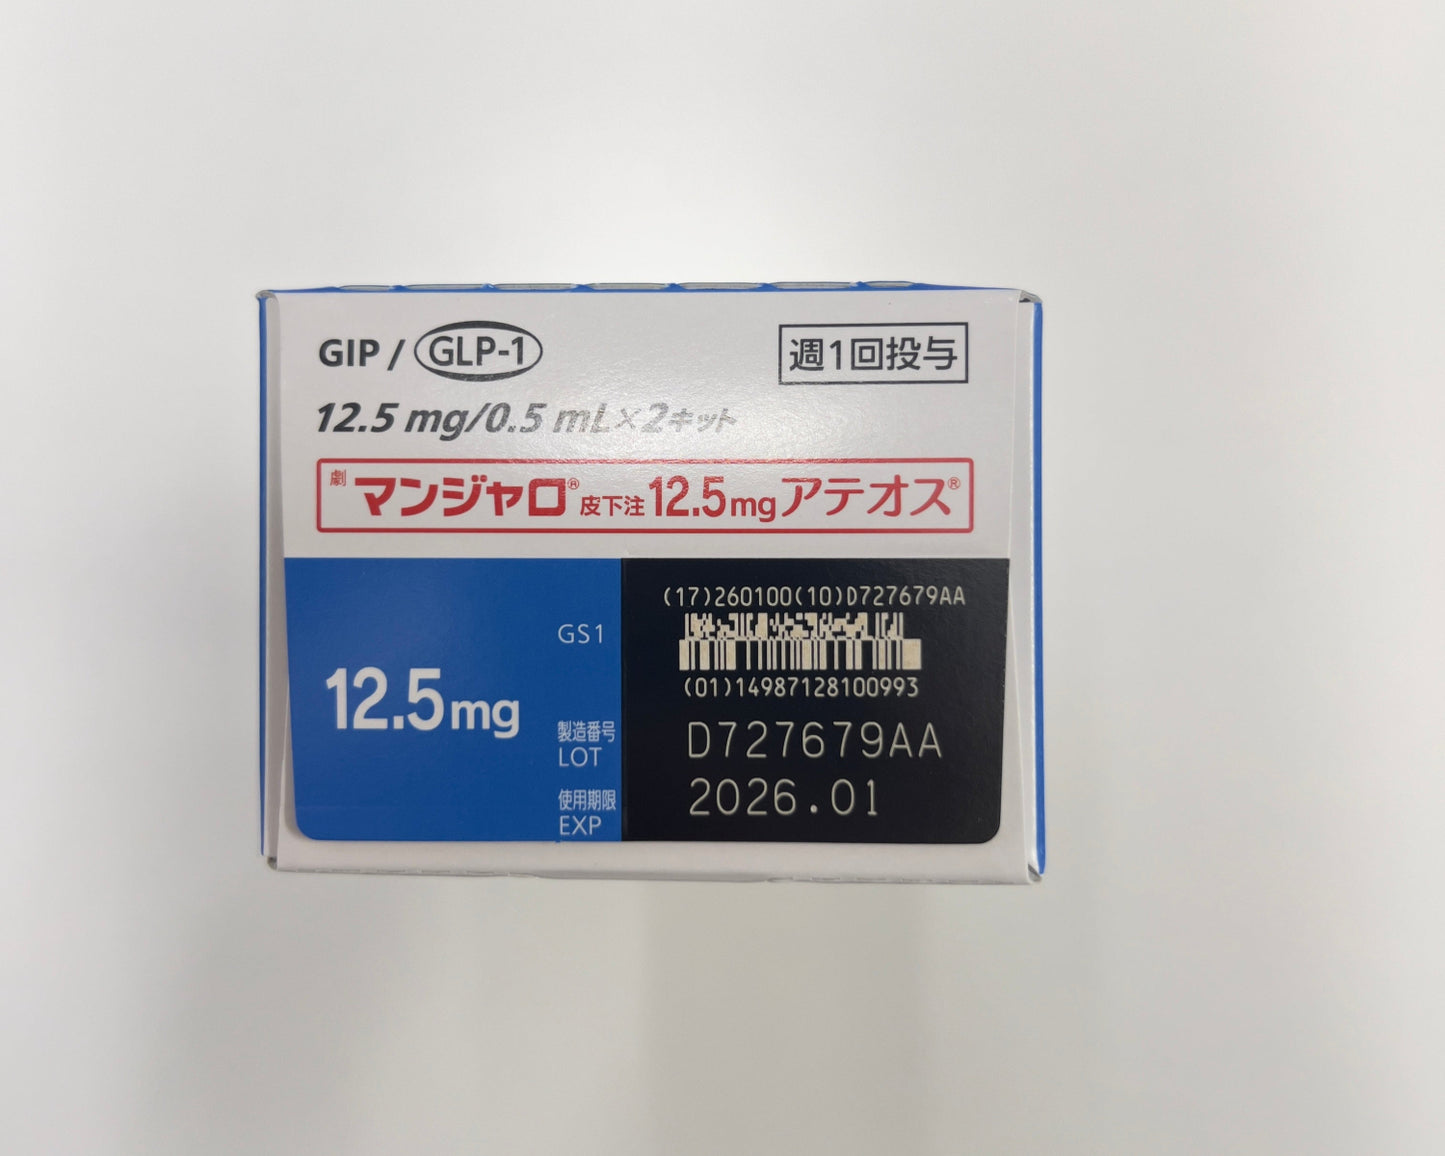 GIP / GLP-1
週1回投与
12.5 mg/0.5 mL×2キット
劇 マンジャロ® 皮下注 12.5mg アテオス®
(17)260100(10)D727679AA
GS1
(01)14987128100993
12.5mg
製造番号
LOT
D727679AA
使用期限
EXP
2026.01